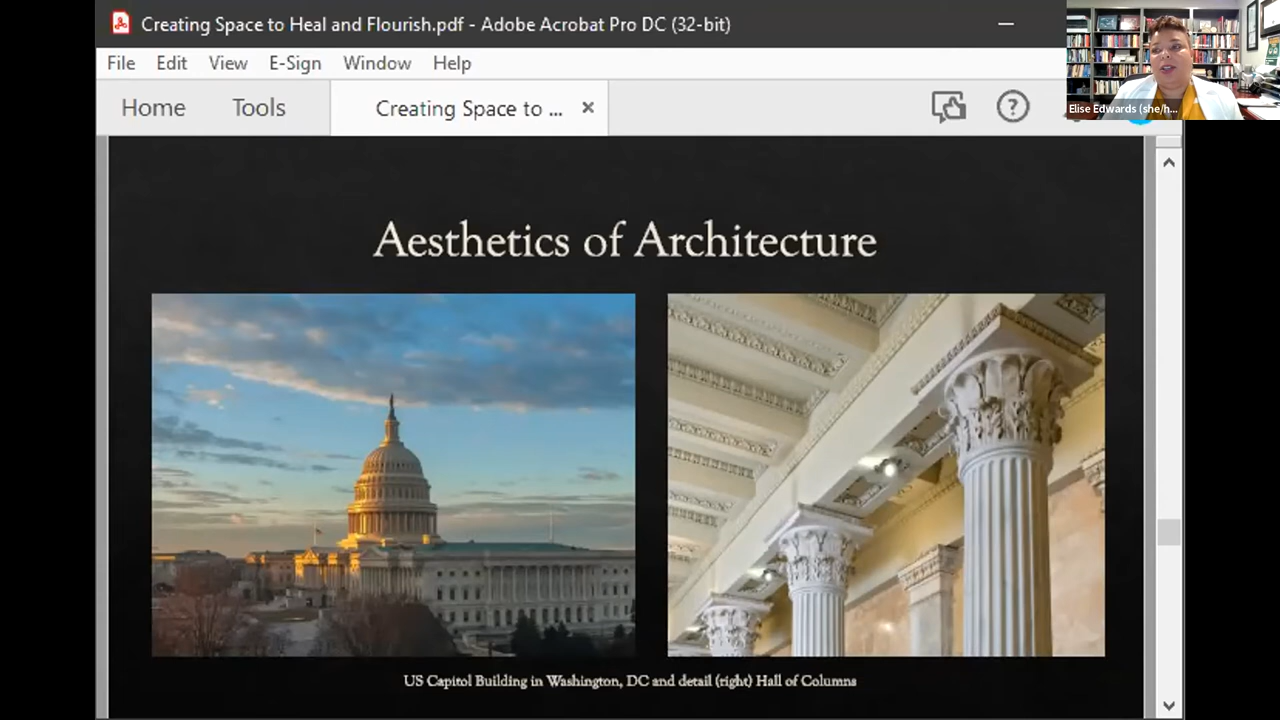 Creating Space to Heal and Flourish.pdf - Adobe Acrobat Pro DC (32-bit)
File Edit View E-Sign Window Help
Home Tools Creating Space to ...
Elise Edwards (she/h...
Aesthetics of Architecture
US Capitol Building in Washington, DC and detail (right) Hall of Columns